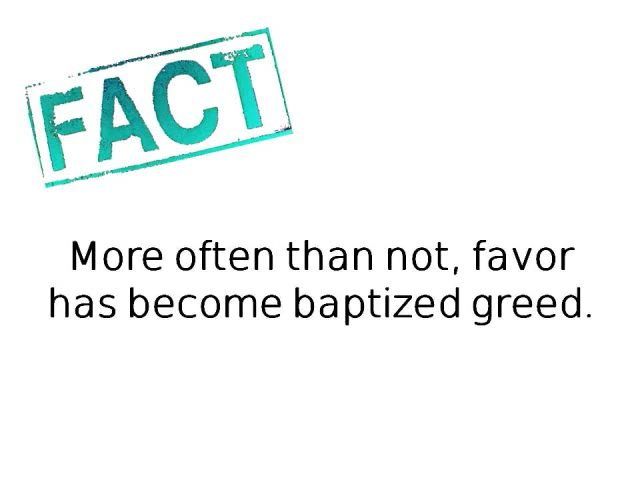 FACT
More often than not, favor
has become baptized greed.